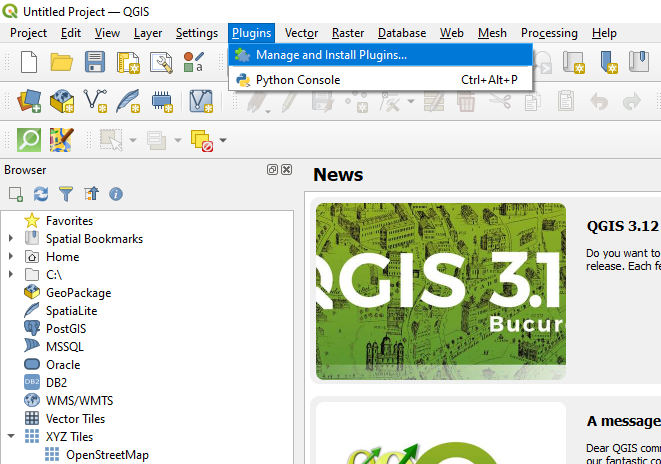 Untitled Project — QGIS
Project Edit View Layer Settings Plugins Vector Raster Database Web Mesh Processing Help
Manage and Install Plugins...
Python Console Ctrl+Alt+P
Browser
News
Favorites
Spatial Bookmarks
Home
C:\
GeoPackage
SpatiaLite
PostGIS
MSSQL
Oracle
DB2 DB2
WMS/WMTS
Vector Tiles
XYZ Tiles
OpenStreetMap
QGIS 3.1
Bucur
QGIS 3.12
Do you want to
release. Each fe
A message
Dear QGIS comm
our fantastic co